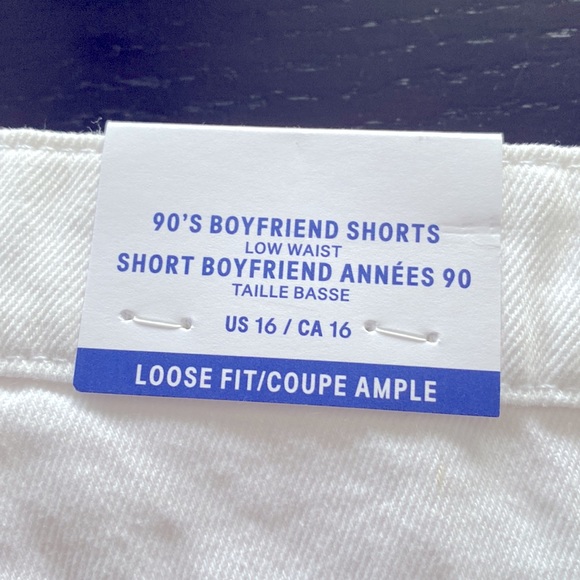 90'S BOYFRIEND SHORTS
LOW WAIST
SHORT BOYFRIEND ANNÉES 90
TAILLE BASSE
US 16 / CA 16
LOOSE FIT/COUPE AMPLE